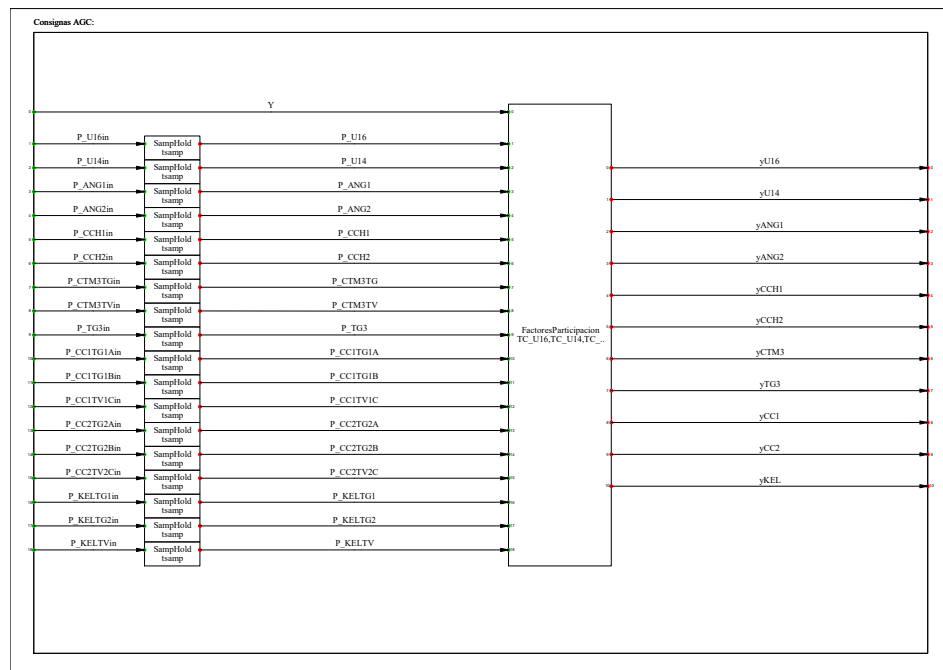 Consignas AGC:
Y
P_U16in SampHold tsamp P_U16
P_U14in SampHold tsamp P_U14
P_ANG1in SampHold tsamp P_ANG1
P_ANG2in SampHold tsamp P_ANG2
P_CCH1in SampHold tsamp P_CCH1
P_CCH2in SampHold tsamp P_CCH2
P_CTM3TGin SampHold tsamp P_CTM3TG
P_CTM3TVin SampHold tsamp P_CTM3TV
P_TG3in SampHold tsamp P_TG3
P_CC1TG1Ain SampHold tsamp P_CC1TG1A
P_CC1TG1Bin SampHold tsamp P_CC1TG1B
P_CC1TV1Cin SampHold tsamp P_CC1TV1C
P_CC2TG2Ain SampHold tsamp P_CC2TG2A
P_CC2TG2Bin SampHold tsamp P_CC2TG2B
P_CC2TV2Cin SampHold tsamp P_CC2TV2C
P_KELTG1in SampHold tsamp P_KELTG1
P_KELTG2in SampHold tsamp P_KELTG2
P_KELTVin SampHold tsamp P_KELTV
FactoresParticipacion
TC_U16,TC_U14,TC_..
yU16
yU14
yANG1
yANG2
yCCH1
yCCH2
yCTM3
yTG3
yCC1
yCC2
yKEL